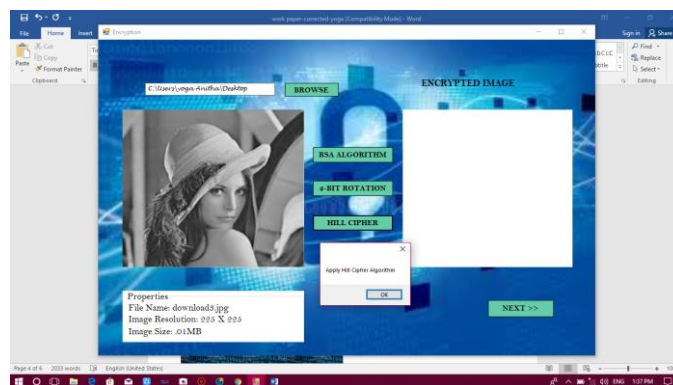 work paper-corrected-yoga [Compatibility Mode] - Word
File Home Insert
Sign in Share
Cut
Copy
Paste
Format Painter
Clipboard
Find
Replace
Select
Editing
Encryption
C:\Users\yoga-Anitha\Desktop
BROWSE
ENCRYPTED IMAGE
RSA ALGORITHM
2-BIT ROTATION
HILL CIPHER
Apply Hill Cipher Algorithm
OK
Properties
File Name: download3.jpg
Image Resolution: 225 X 225
Image Size: .01MB
NEXT >>
Page 4 of 6 2033 words English (United States)
ENG 1:37 PM